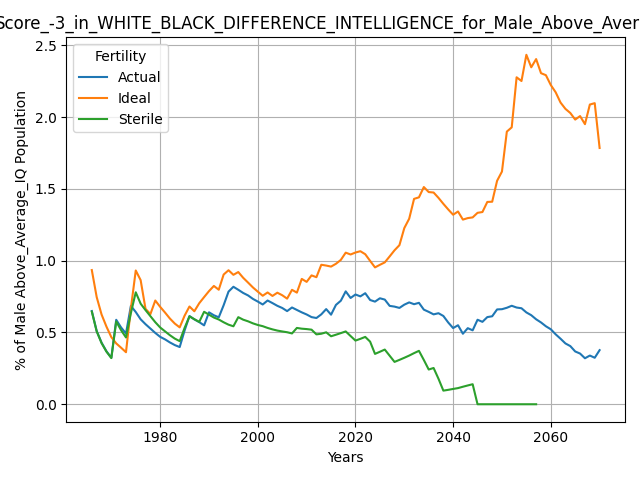 Score_-3_in_WHITE_BLACK_DIFFERENCE_INTELLIGENCE_for_Male_Above_Aver
Fertility
Actual
Ideal
Sterile
% of Male Above_Average_IQ Population
2.5
2.0
1.5
1.0
0.5
0.0
1980 2000 2020 2040 2060
Years